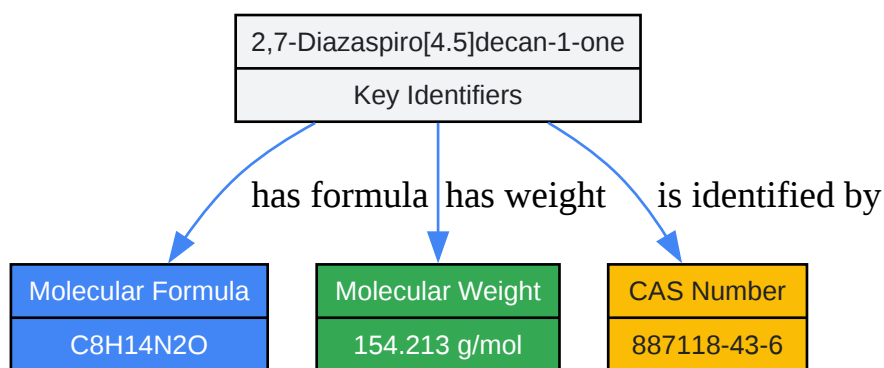 2,7-Diazaspiro[4.5]decan-1-one
Key Identifiers
has formula
has weight
is identified by
Molecular Formula
C8H14N2O
Molecular Weight
154.213 g/mol
CAS Number
887118-43-6